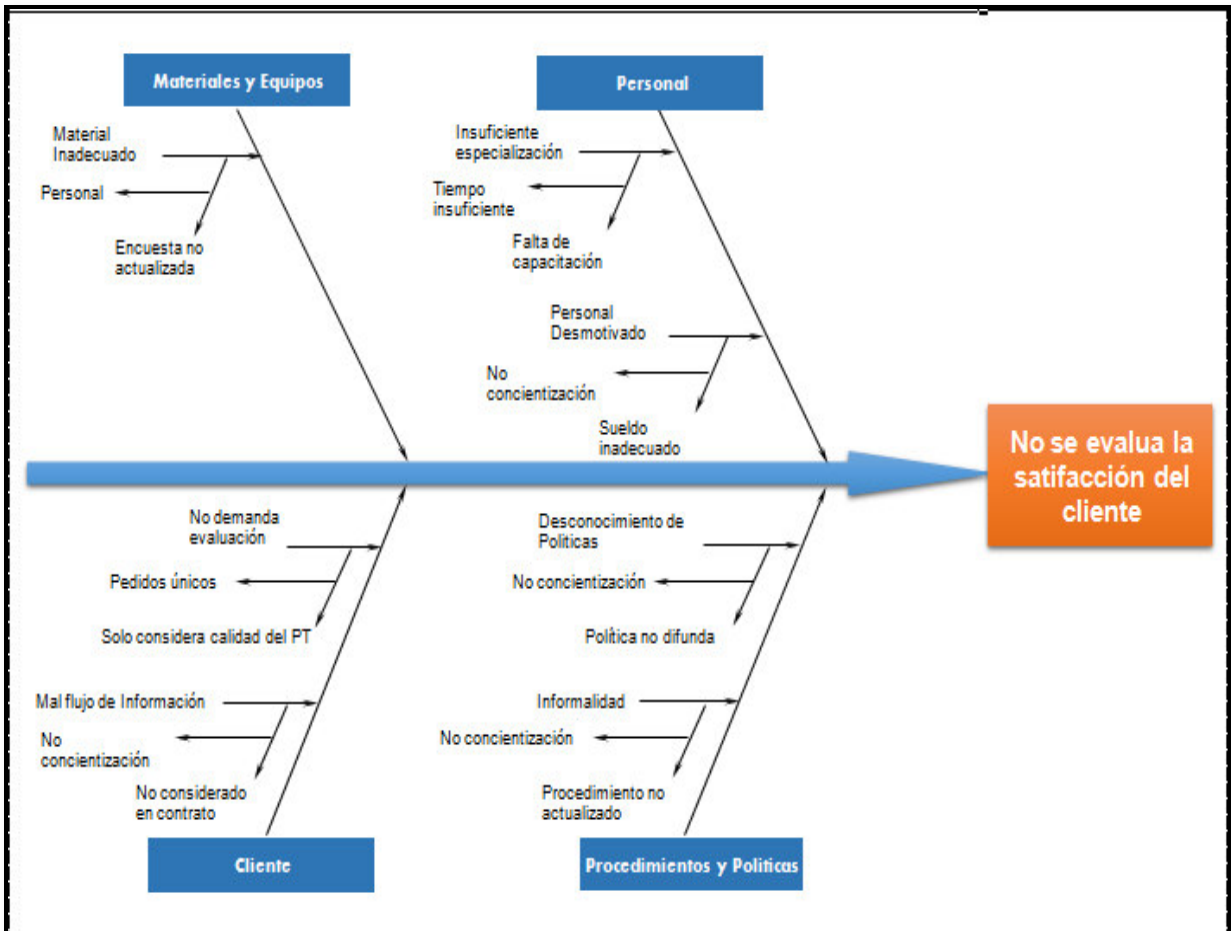 Materiales y Equipos
Personal
Material
Inadecuado
Personal
Encuesta no
actualizada
Insuficiente
especialización
Tiempo
insuficiente
Falta de
capacitación
Personal
Desmotivado
No
concientización
Sueldo
inadecuado
No se evalua la
satifacción del
cliente
No demanda
evaluación
Pedidos únicos
Solo considera calidad del PT
Mal flujo de Información
No
concientización
No considerado
en contrato
Desconocimiento de
Politicas
No concientización
Política no difunda
Informalidad
No concientización
Procedimiento no
actualizado
Cliente
Procedimientos y Politicas